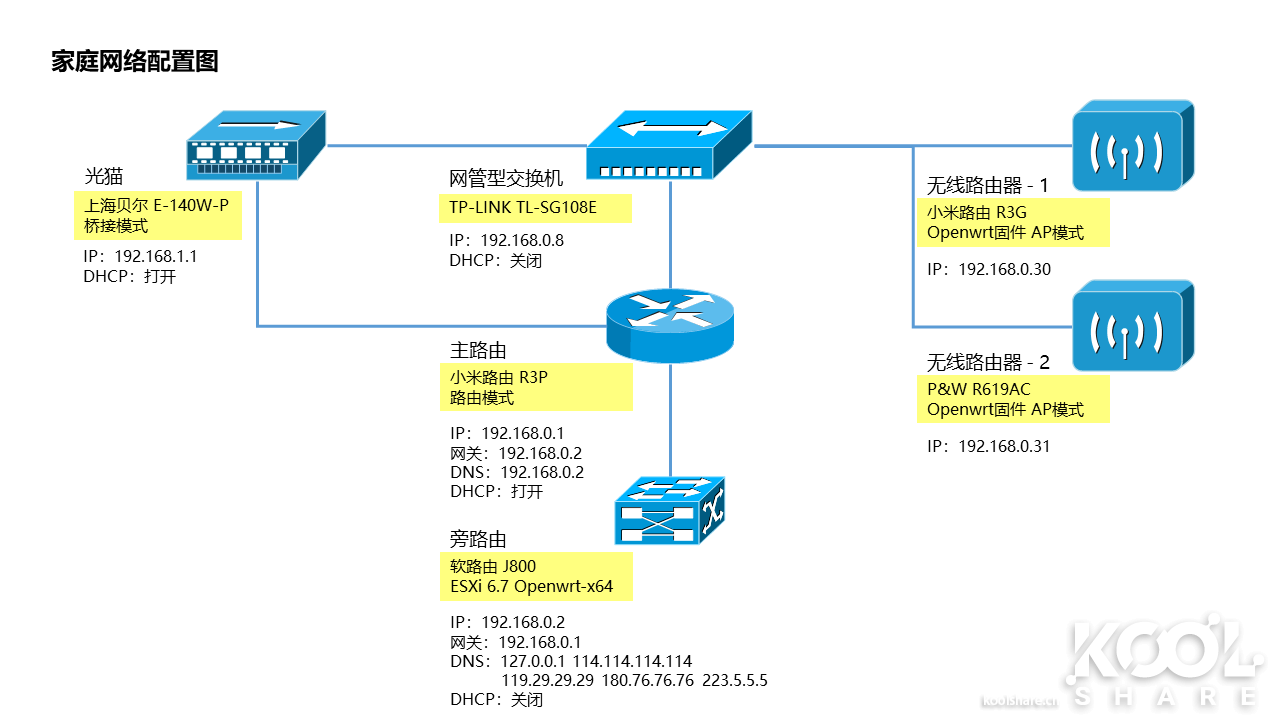 家庭网络配置图
光猫
上海贝尔 E-140W-P
桥接模式
IP：192.168.1.1
DHCP：打开
网管型交换机
TP-LINK TL-SG108E
IP：192.168.0.8
DHCP：关闭
无线路由器 - 1
小米路由 R3G
Openwrt固件 AP模式
IP：192.168.0.30
无线路由器 - 2
P&W R619AC
Openwrt固件 AP模式
IP：192.168.0.31
主路由
小米路由 R3P
路由模式
IP：192.168.0.1
网关：192.168.0.2
DNS：192.168.0.2
DHCP：打开
旁路由
软路由 J800
ESXi 6.7 Openwrt-x64
IP：192.168.0.2
网关：192.168.0.1
DNS：127.0.0.1 114.114.114.114
119.29.29.29 180.76.76.76 223.5.5.5
DHCP：关闭
KOOL
SHARE
koolshare.cn